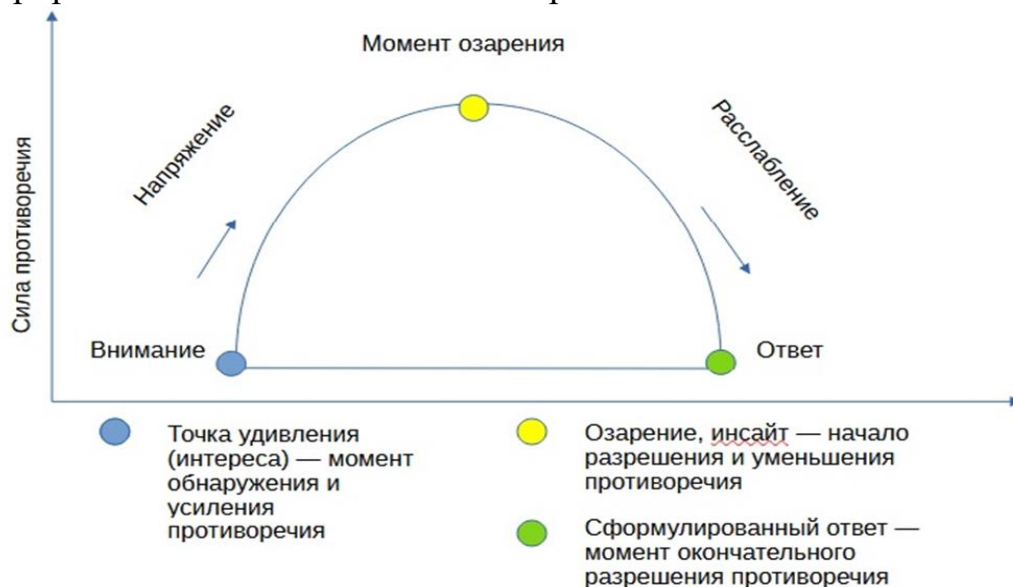 Момент озарения
Напряжение
Расслабление
Сила противоречия
Внимание
Ответ
Точка удивления
(интереса) — момент
обнаружения и
усиления
противоречия
Озарение, инсайт — начало
разрешения и уменьшения
противоречия
Сформулированный ответ —
момент окончательного
разрешения противоречия